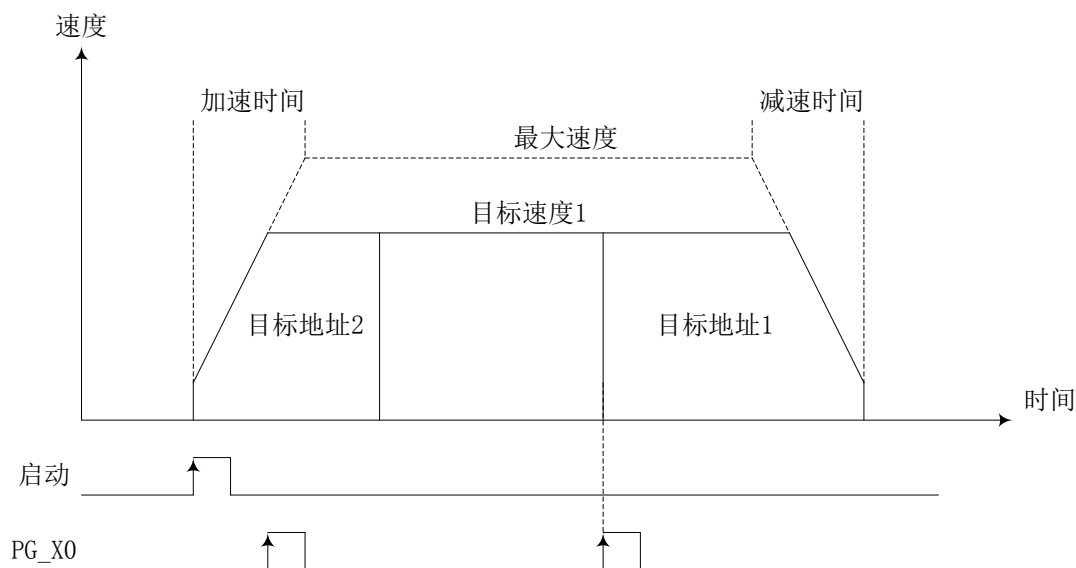 速度
加速时间
减速时间
最大速度
目标速度1
目标地址2
目标地址1
时间
启动
PG_X0